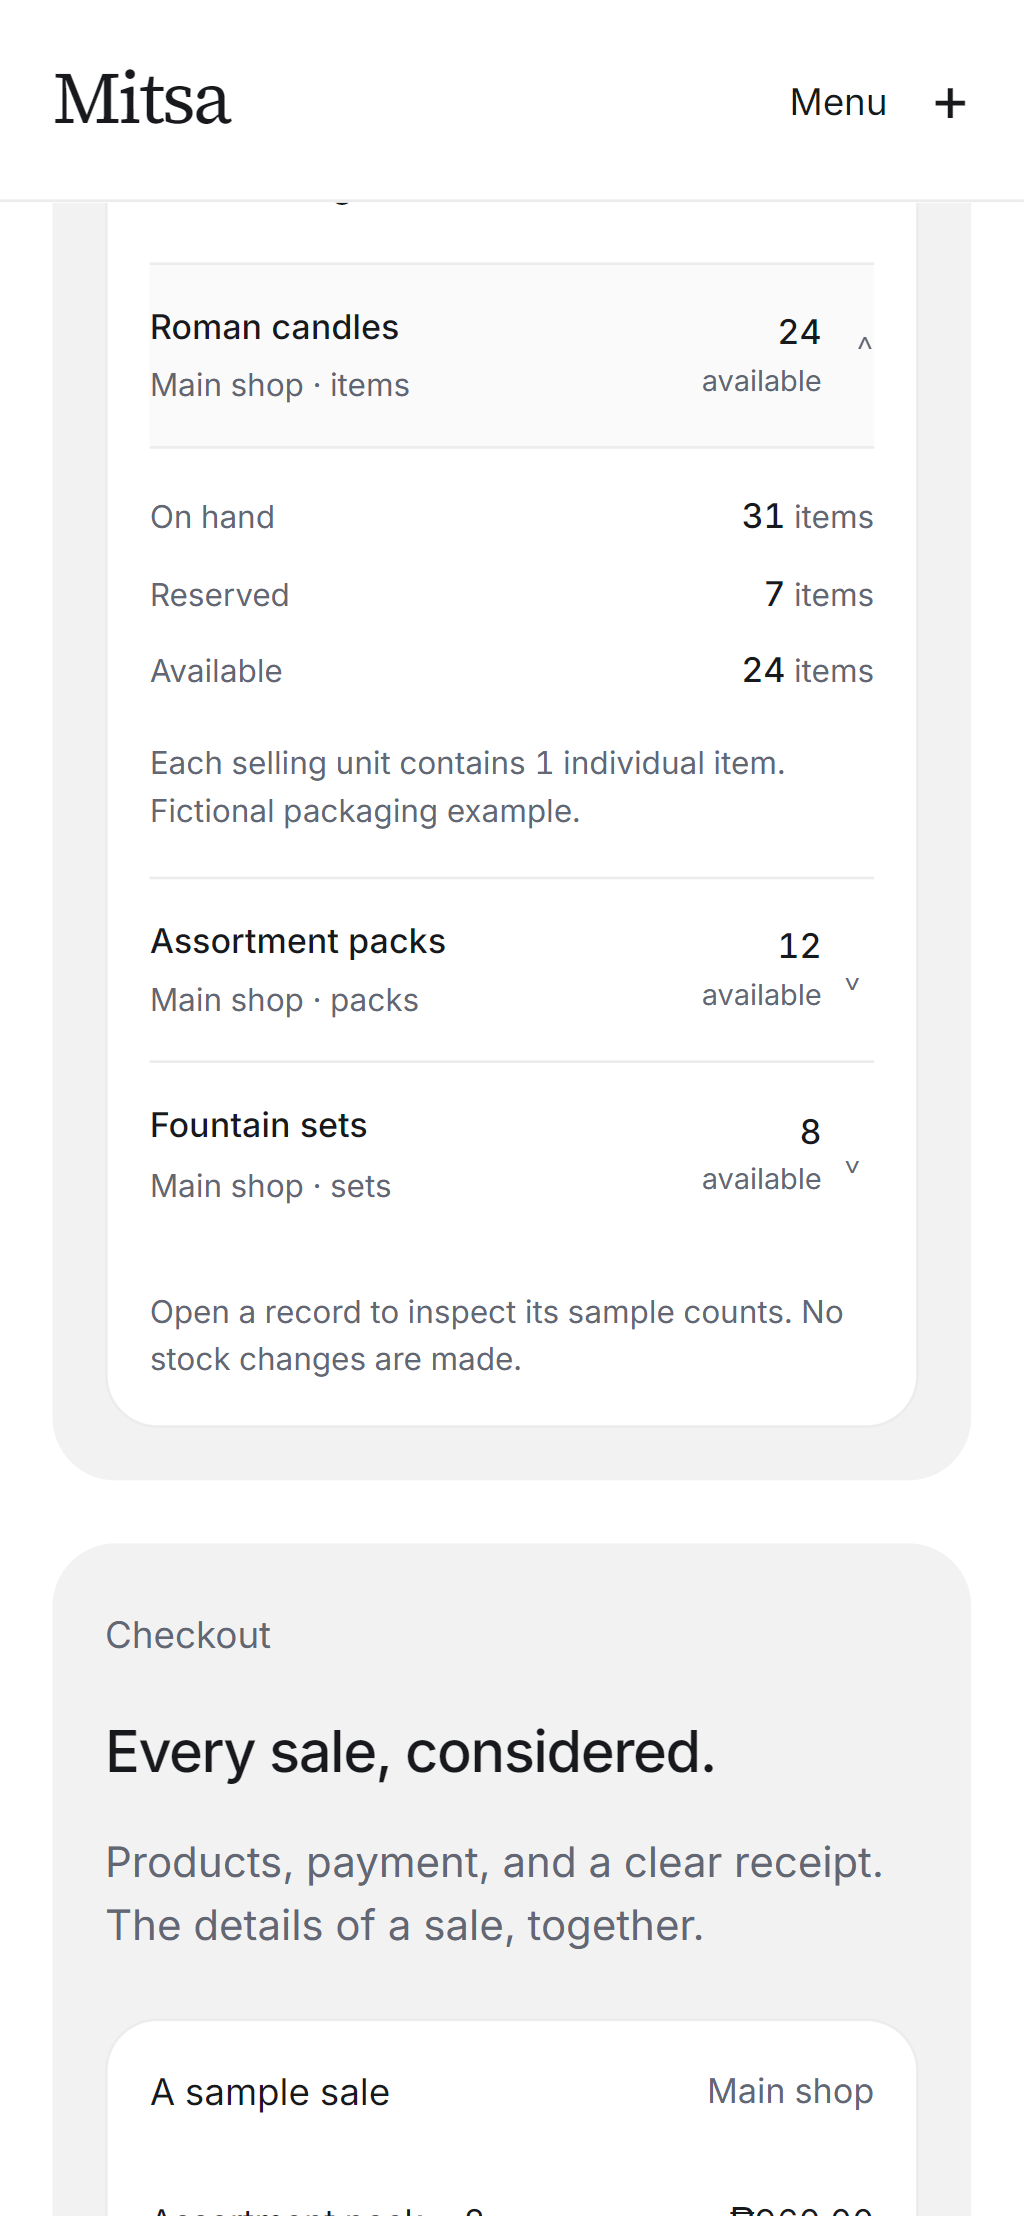 Mitsa
Menu +
Roman candles
24
Main shop · items
available
On hand
31 items
Reserved
7 items
Available
24 items
Each selling unit contains 1 individual item.
Fictional packaging example.
Assortment packs
12
Main shop · packs
available
Fountain sets
8
Main shop · sets
available
Open a record to inspect its sample counts. No
stock changes are made.
Checkout
Every sale, considered.
Products, payment, and a clear receipt.
The details of a sale, together.
A sample sale
Main shop